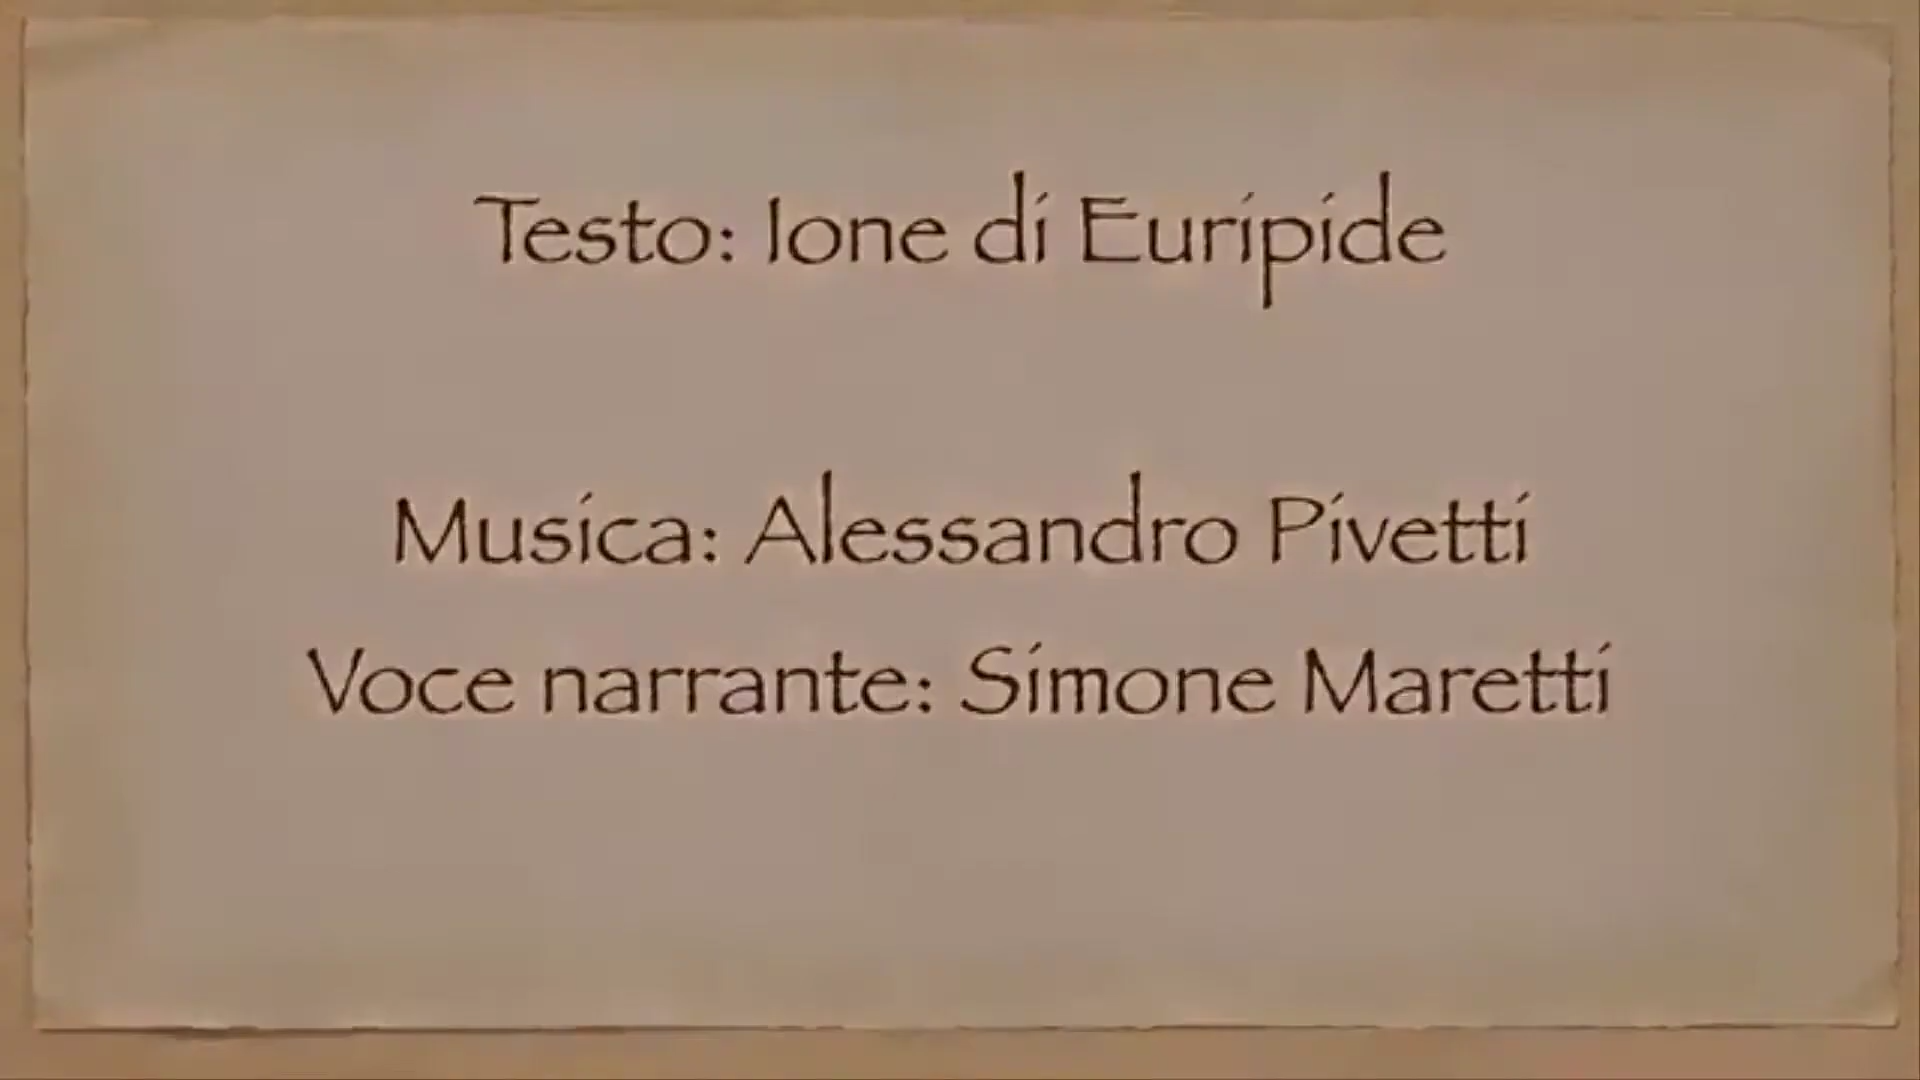 Testo: Ione di Euripide
Musica: Alessandro Pivetti
Voce narrante: Simone Maretti